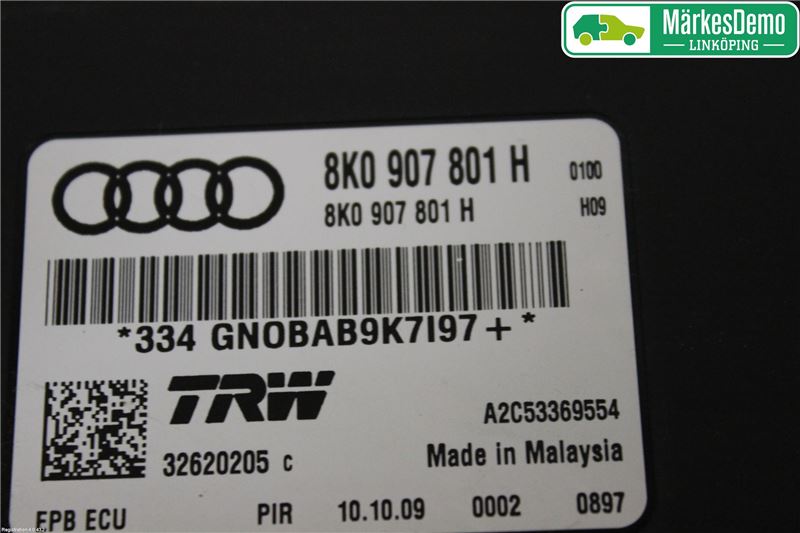 MärkesDemo
LINKÖPING
8K0 907 801 H 0100
8K0 907 801 H H09
*334 GNOBAB9K7I97+*
TRW
A2C53369554
32620205 c Made in Malaysia
EPB ECU PIR 10.10.09 0002 0897